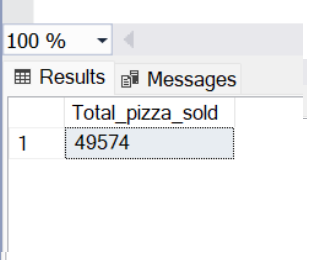 100 %
Results Messages
Total_pizza_sold
1 49574